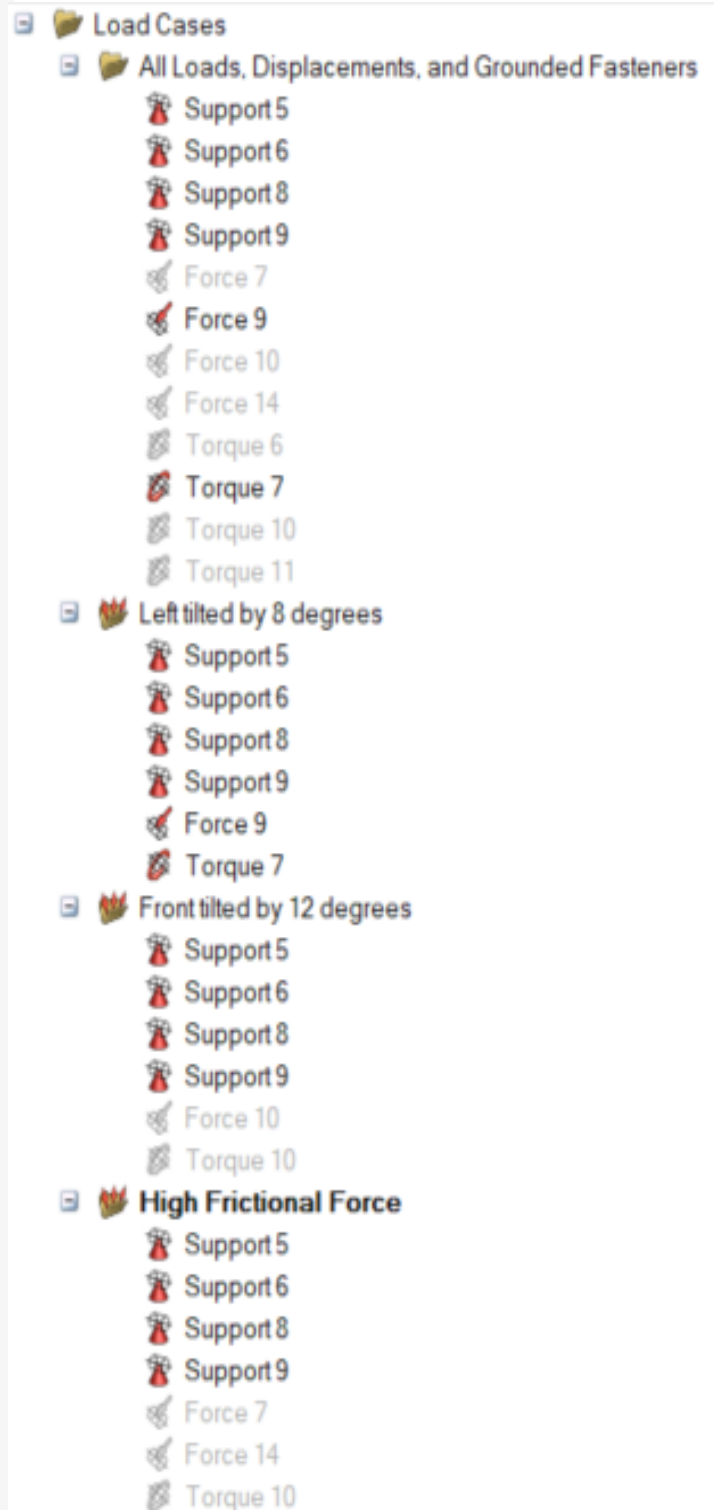 Load Cases
All Loads, Displacements, and Grounded Fasteners
Support 5
Support 6
Support 8
Support 9
Force 7
Force 9
Force 10
Force 14
Torque 6
Torque 7
Torque 10
Torque 11
Left tilted by 8 degrees
Support 5
Support 6
Support 8
Support 9
Force 9
Torque 7
Front tilted by 12 degrees
Support 5
Support 6
Support 8
Support 9
Force 10
Torque 10
High Frictional Force
Support 5
Support 6
Support 8
Support 9
Force 7
Force 14
Torque 10